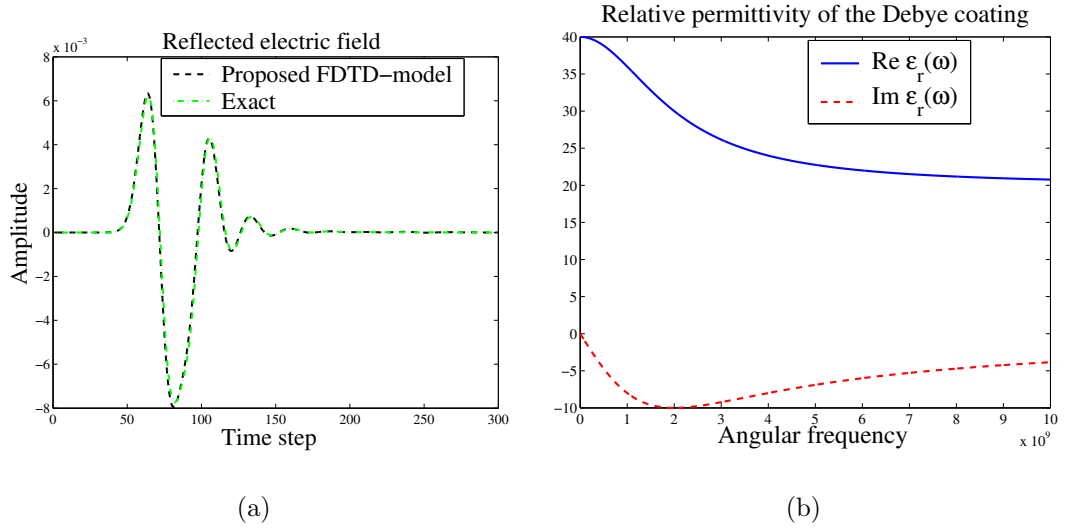 Reflected electric field
x 10⁻³
Proposed FDTD-model
Exact
8
6
4
2
0
−2
−4
−6
−8
0 50 100 150 200 250 300
Amplitude
Time step
(a)
Relative permittivity of the Debye coating
Re ε_r(ω)
Im ε_r(ω)
40
35
30
25
20
15
10
5
0
−5
−10
0 1 2 3 4 5 6 7 8 9 10
x 10⁹
Angular frequency
(b)